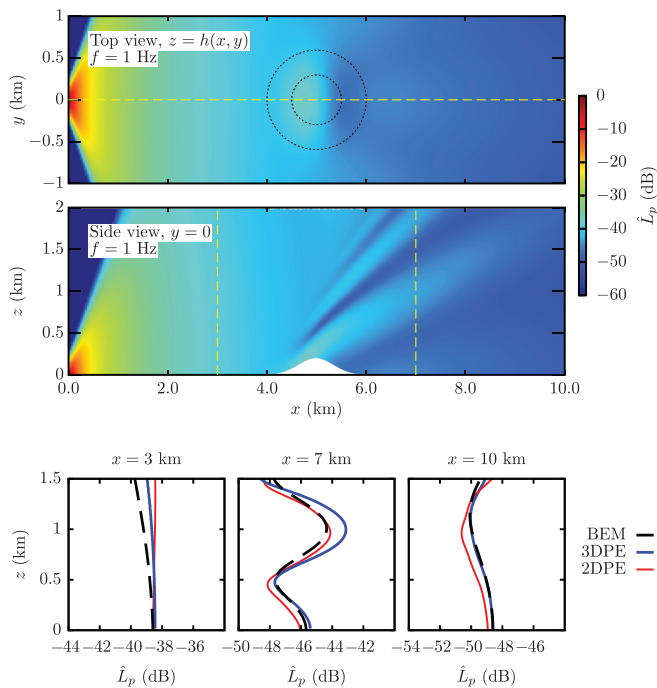 Top view, z = h(x, y)
f = 1 Hz
1
0.5
0
−0.5
−1
y (km)
Side view, y = 0
f = 1 Hz
2
1.5
1
0.5
0
z (km)
0.0 2.0 4.0 6.0 8.0 10.0
x (km)
0
−10
−20
−30
−40
−50
−60
L̂p (dB)
x = 3 km x = 7 km x = 10 km
1.5
1
0.5
0
z (km)
−44 −42 −40 −38 −36
−50 −48 −46 −44 −42
−54 −52 −50 −48 −46
L̂p (dB) L̂p (dB) L̂p (dB)
BEM
3DPE
2DPE